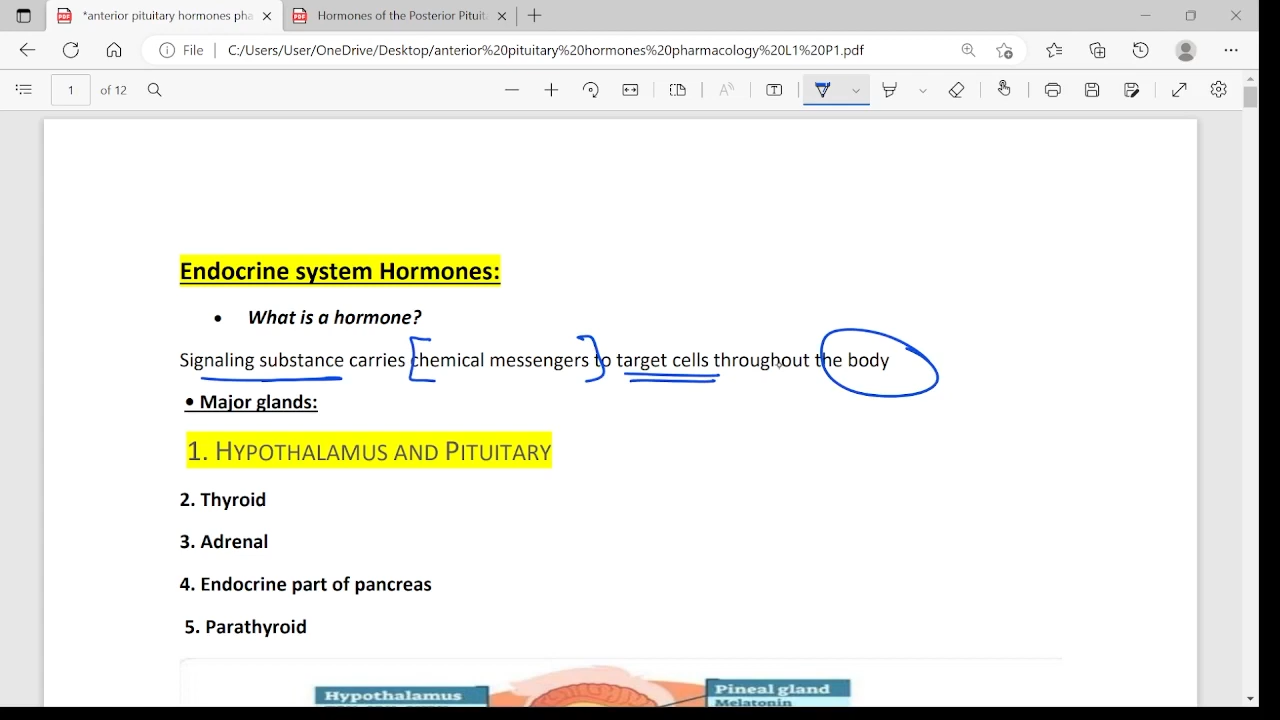 *anterior pituitary hormones pha
Hormones of the Posterior Pituit
File
C:/Users/User/OneDrive/Desktop/anterior%20pituitary%20hormones%20pharmacology%20L1%20P1.pdf
1 of 12
Endocrine system Hormones:
• What is a hormone?
Signaling substance carries chemical messengers to target cells throughout the body
• Major glands:
1. HYPOTHALAMUS AND PITUITARY
2. Thyroid
3. Adrenal
4. Endocrine part of pancreas
5. Parathyroid
Hypothalamus
Pineal gland
Melatonin